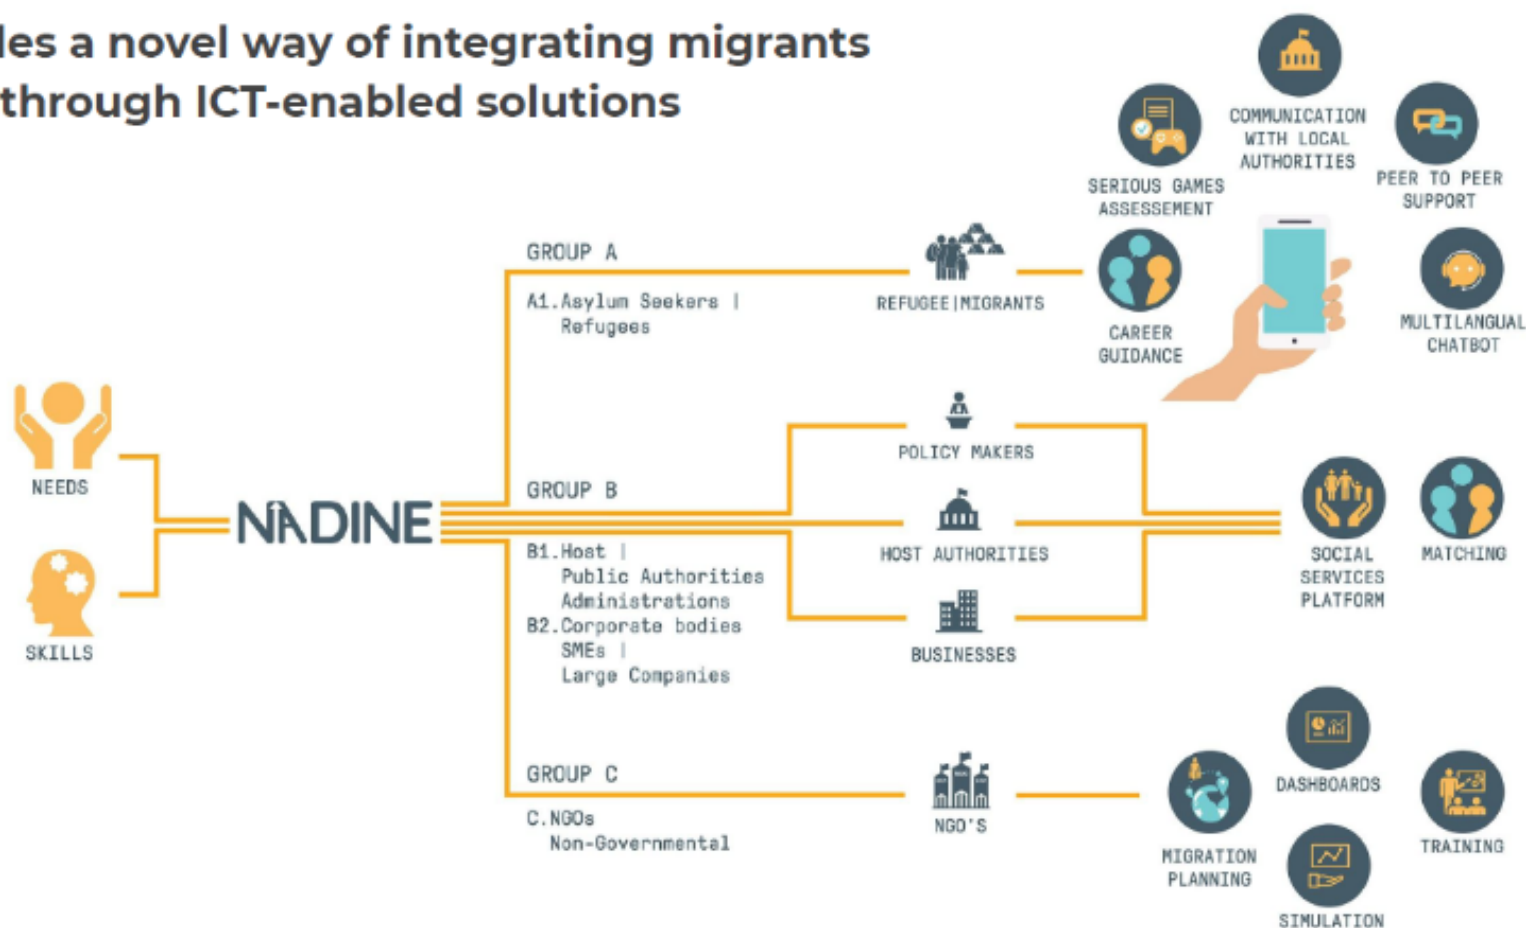 les a novel way of integrating migrants
through ICT-enabled solutions
COMMUNICATION
WITH LOCAL
AUTHORITIES
SERIOUS GAMES
ASSESSEMENT
PEER TO PEER
SUPPORT
GROUP A
A1.Asylum Seekers |
Refugees
REFUGEE|MIGRANTS
CAREER
GUIDANCE
MULTILANGUAL
CHATBOT
NEEDS
SKILLS
NADINE
GROUP B
B1.Host |
Public Authorities
Administrations
B2.Corporate bodies
SMEs |
Large Companies
POLICY MAKERS
HOST AUTHORITIES
BUSINESSES
SOCIAL
SERVICES
PLATFORM
MATCHING
GROUP C
C.NGOs
Non-Governmental
NGO'S
MIGRATION
PLANNING
DASHBOARDS
TRAINING
SIMULATION